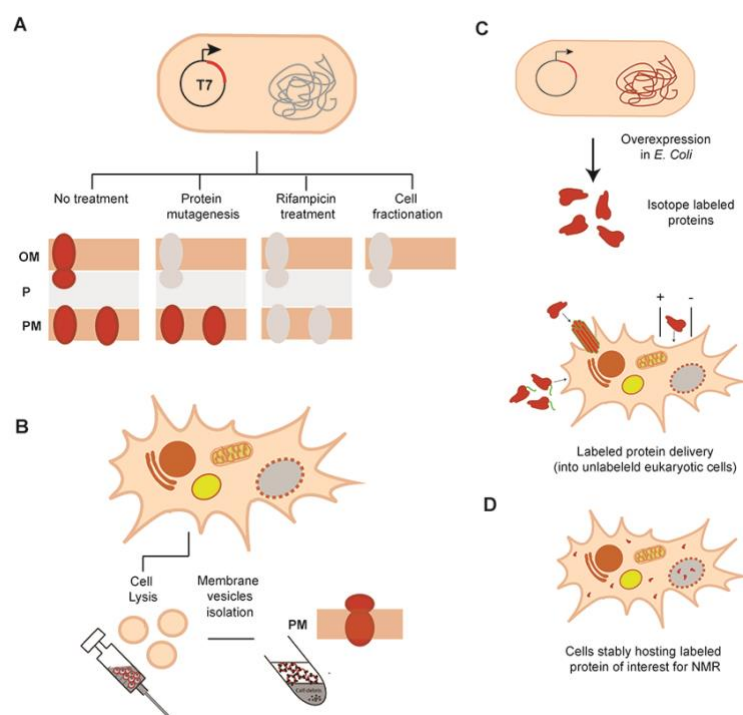 A
T7
No treatment
Protein
mutagenesis
Rifampicin
treatment
Cell
fractionation
OM
P
PM
B
Cell
Lysis
Membrane
vesicles
isolation
PM
Cell debris
C
Overexpression
in E. Coli
Isotope labeled
proteins
+ -
Labeled protein delivery
(into unlabeleld eukaryotic cells)
D
Cells stably hosting labeled
protein of interest for NMR